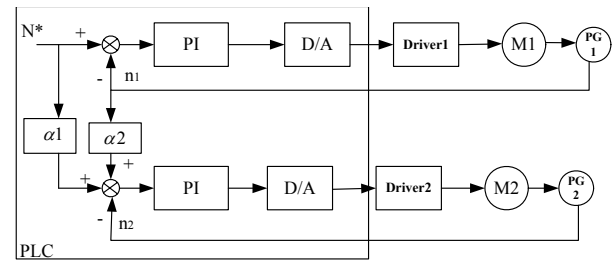 N* + PI D/A Driver1 M1 PG 1
- n1
α1 α2
+ + PI D/A Driver2 M2 PG 2
- n2
PLC